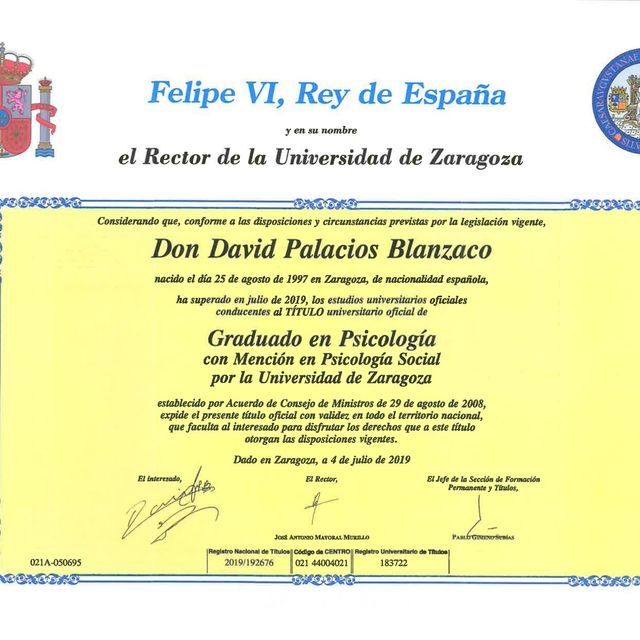 Felipe VI, Rey de España
y en su nombre
el Rector de la Universidad de Zaragoza
Considerando que, conforme a las disposiciones y circunstancias previstas por la legislación vigente,
Don David Palacios Blanzaco
nacido el día 25 de agosto de 1997 en Zaragoza, de nacionalidad española,
ha superado en julio de 2019, los estudios universitarios oficiales
conducentes al TÍTULO universitario oficial de
Graduado en Psicología
con Mención en Psicología Social
por la Universidad de Zaragoza
establecido por Acuerdo de Consejo de Ministros de 29 de agosto de 2008,
expide el presente título oficial con validez en todo el territorio nacional,
que faculta al interesado para disfrutar los derechos que a este título
otorgan las disposiciones vigentes.
Dado en Zaragoza, a 4 de julio de 2019
El interesado, El Rector, El Jefe de la Sección de Formación
Permanente y Títulos,
JOSÉ ANTONIO MAYORAL MURILLO PABLO GIMENO SUBÍAS
Registro Nacional de Títulos Código de CENTRO Registro Universitario de Títulos
021A-050695 2019/192676 021 44004021 183722